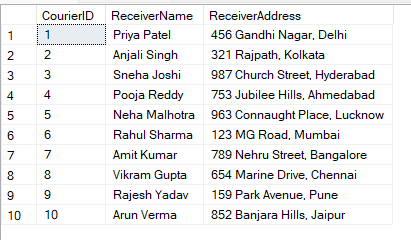 CourierID ReceiverName ReceiverAddress
1 1 Priya Patel 456 Gandhi Nagar, Delhi
2 2 Anjali Singh 321 Rajpath, Kolkata
3 3 Sneha Joshi 987 Church Street, Hyderabad
4 4 Pooja Reddy 753 Jubilee Hills, Ahmedabad
5 5 Neha Malhotra 963 Connaught Place, Lucknow
6 6 Rahul Sharma 123 MG Road, Mumbai
7 7 Amit Kumar 789 Nehru Street, Bangalore
8 8 Vikram Gupta 654 Marine Drive, Chennai
9 9 Rajesh Yadav 159 Park Avenue, Pune
10 10 Arun Verma 852 Banjara Hills, Jaipur